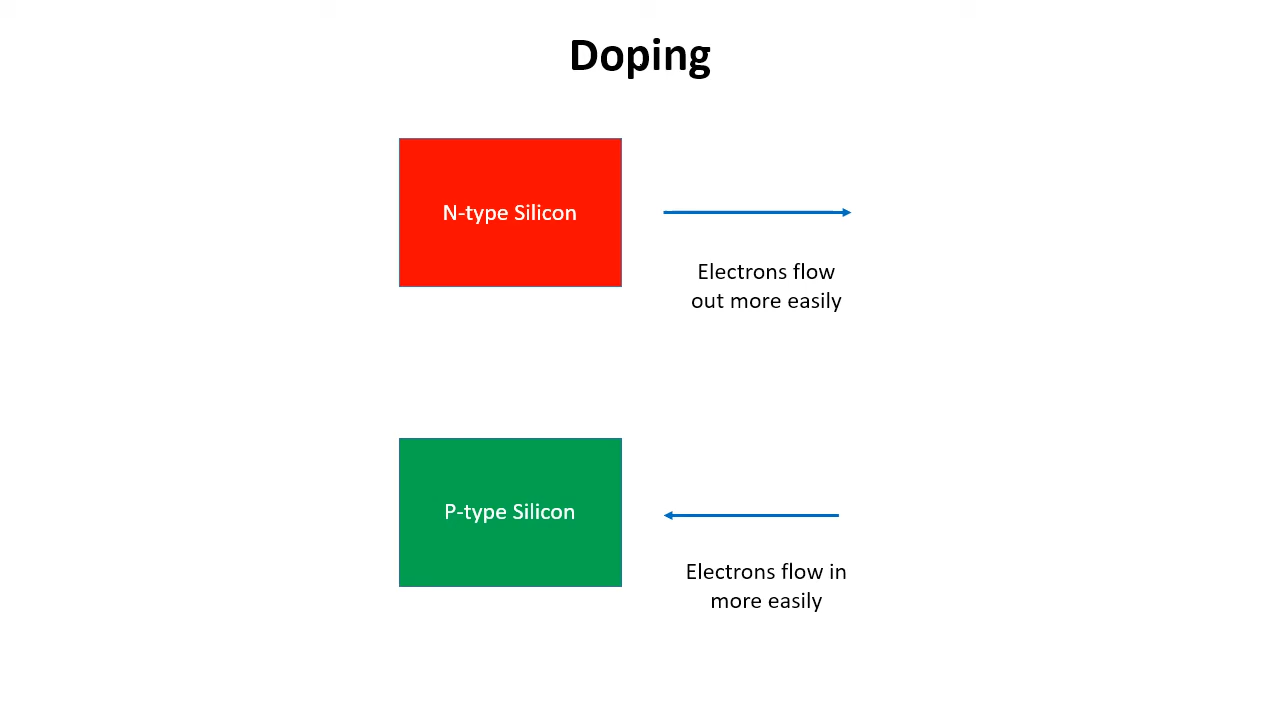 Doping
N-type Silicon
Electrons flow
out more easily
P-type Silicon
Electrons flow in
more easily